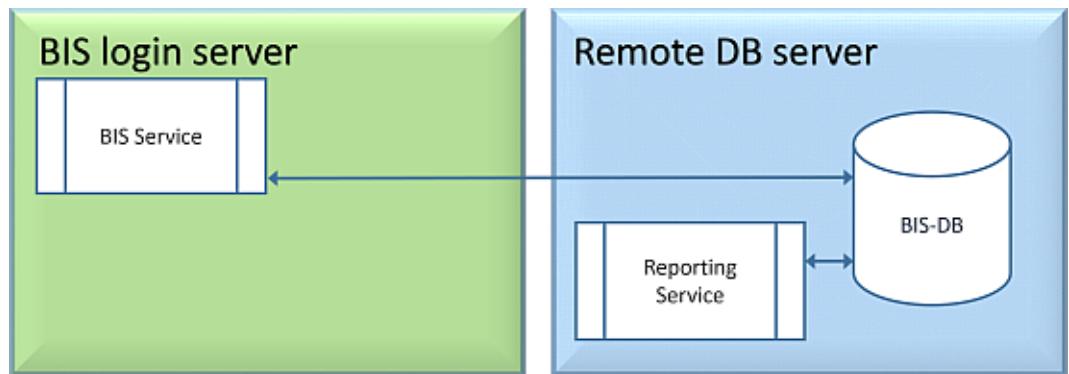 BIS login server
BIS Service
Remote DB server
BIS-DB
Reporting
Service